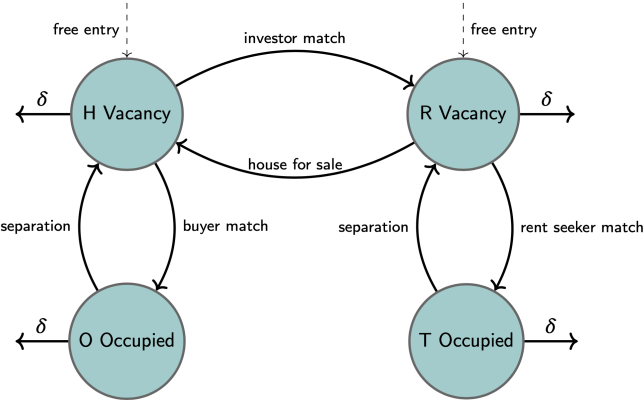 free entry
free entry
investor match
δ
H Vacancy
R Vacancy
δ
house for sale
separation
buyer match
separation
rent seeker match
δ
O Occupied
T Occupied
δ